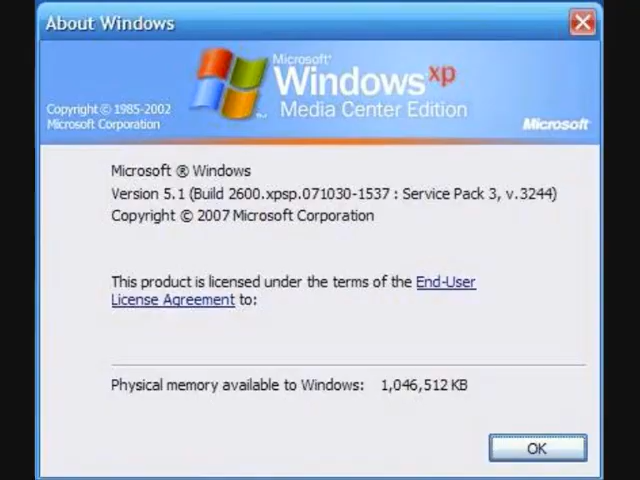 About Windows
Copyright © 1985-2002
Microsoft Corporation
Microsoft®
Windows xp
Media Center Edition
Microsoft
Microsoft ® Windows
Version 5.1 (Build 2600.xpsp.071030-1537 : Service Pack 3, v.3244)
Copyright © 2007 Microsoft Corporation
This product is licensed under the terms of the End-User
License Agreement to:
Physical memory available to Windows: 1,046,512 KB
OK